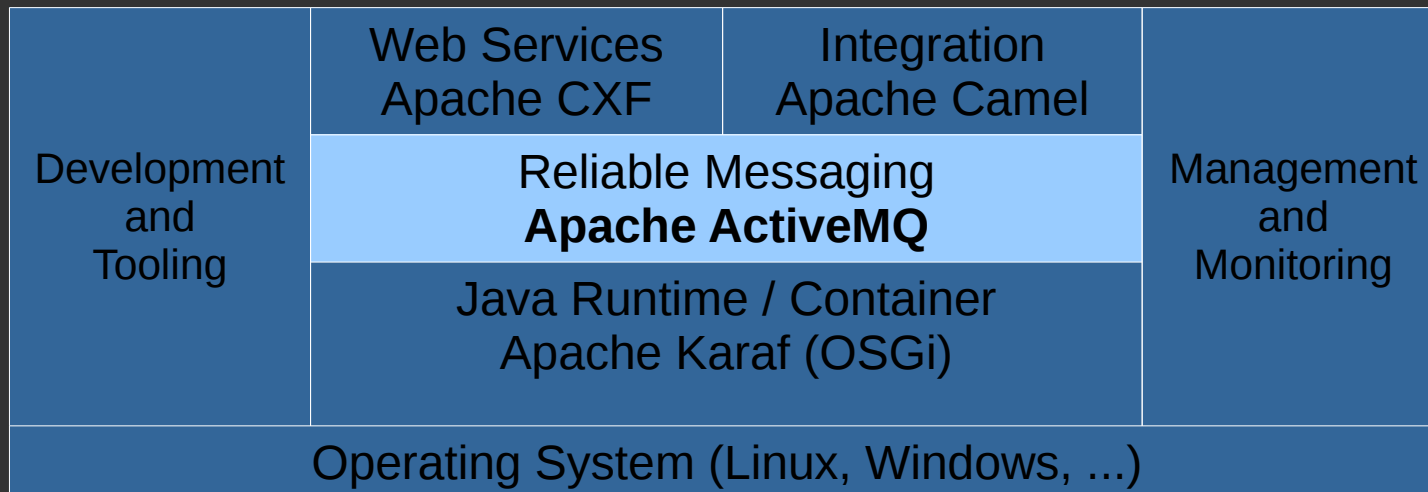 Web Services
Apache CXF
Integration
Apache Camel
Development
and
Tooling
Reliable Messaging
Apache ActiveMQ
Management
and
Monitoring
Java Runtime / Container
Apache Karaf (OSGi)
Operating System (Linux, Windows, ...)